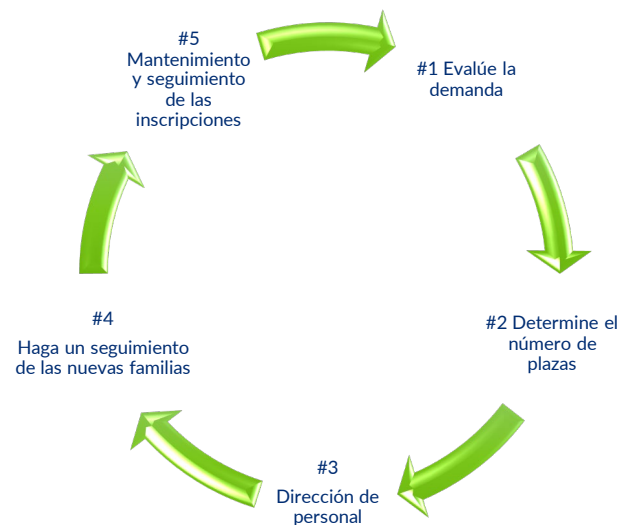 #1 Evalúe la
demanda
#2 Determine el
número de
plazas
#3
Dirección de
personal
#4
Haga un seguimiento
de las nuevas familias
#5
Mantenimiento
y seguimiento
de las
inscripciones